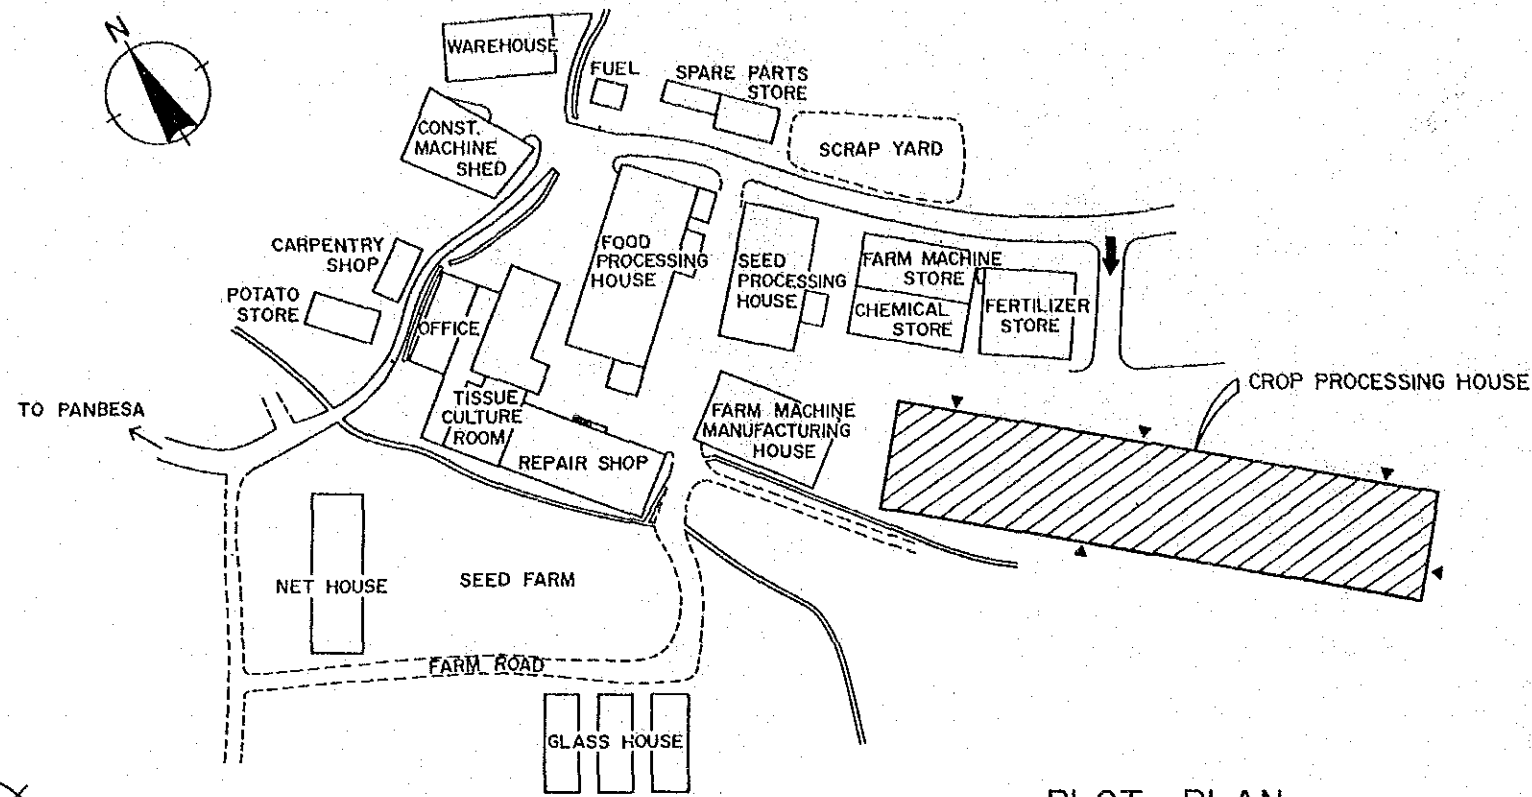 N
WAREHOUSE
FUEL
SPARE PARTS
STORE
CONST.
MACHINE
SHED
SCRAP YARD
CARPENTRY
SHOP
POTATO
STORE
OFFICE
FOOD
PROCESSING
HOUSE
SEED
PROCESSING
HOUSE
FARM MACHINE
STORE
CHEMICAL
STORE
FERTILIZER
STORE
CROP PROCESSING HOUSE
TO PANBESA
TISSUE
CULTURE
ROOM
REPAIR SHOP
FARM MACHINE
MANUFACTURING
HOUSE
NET HOUSE
SEED FARM
FARM ROAD
GLASS HOUSE
PLOT PLAN